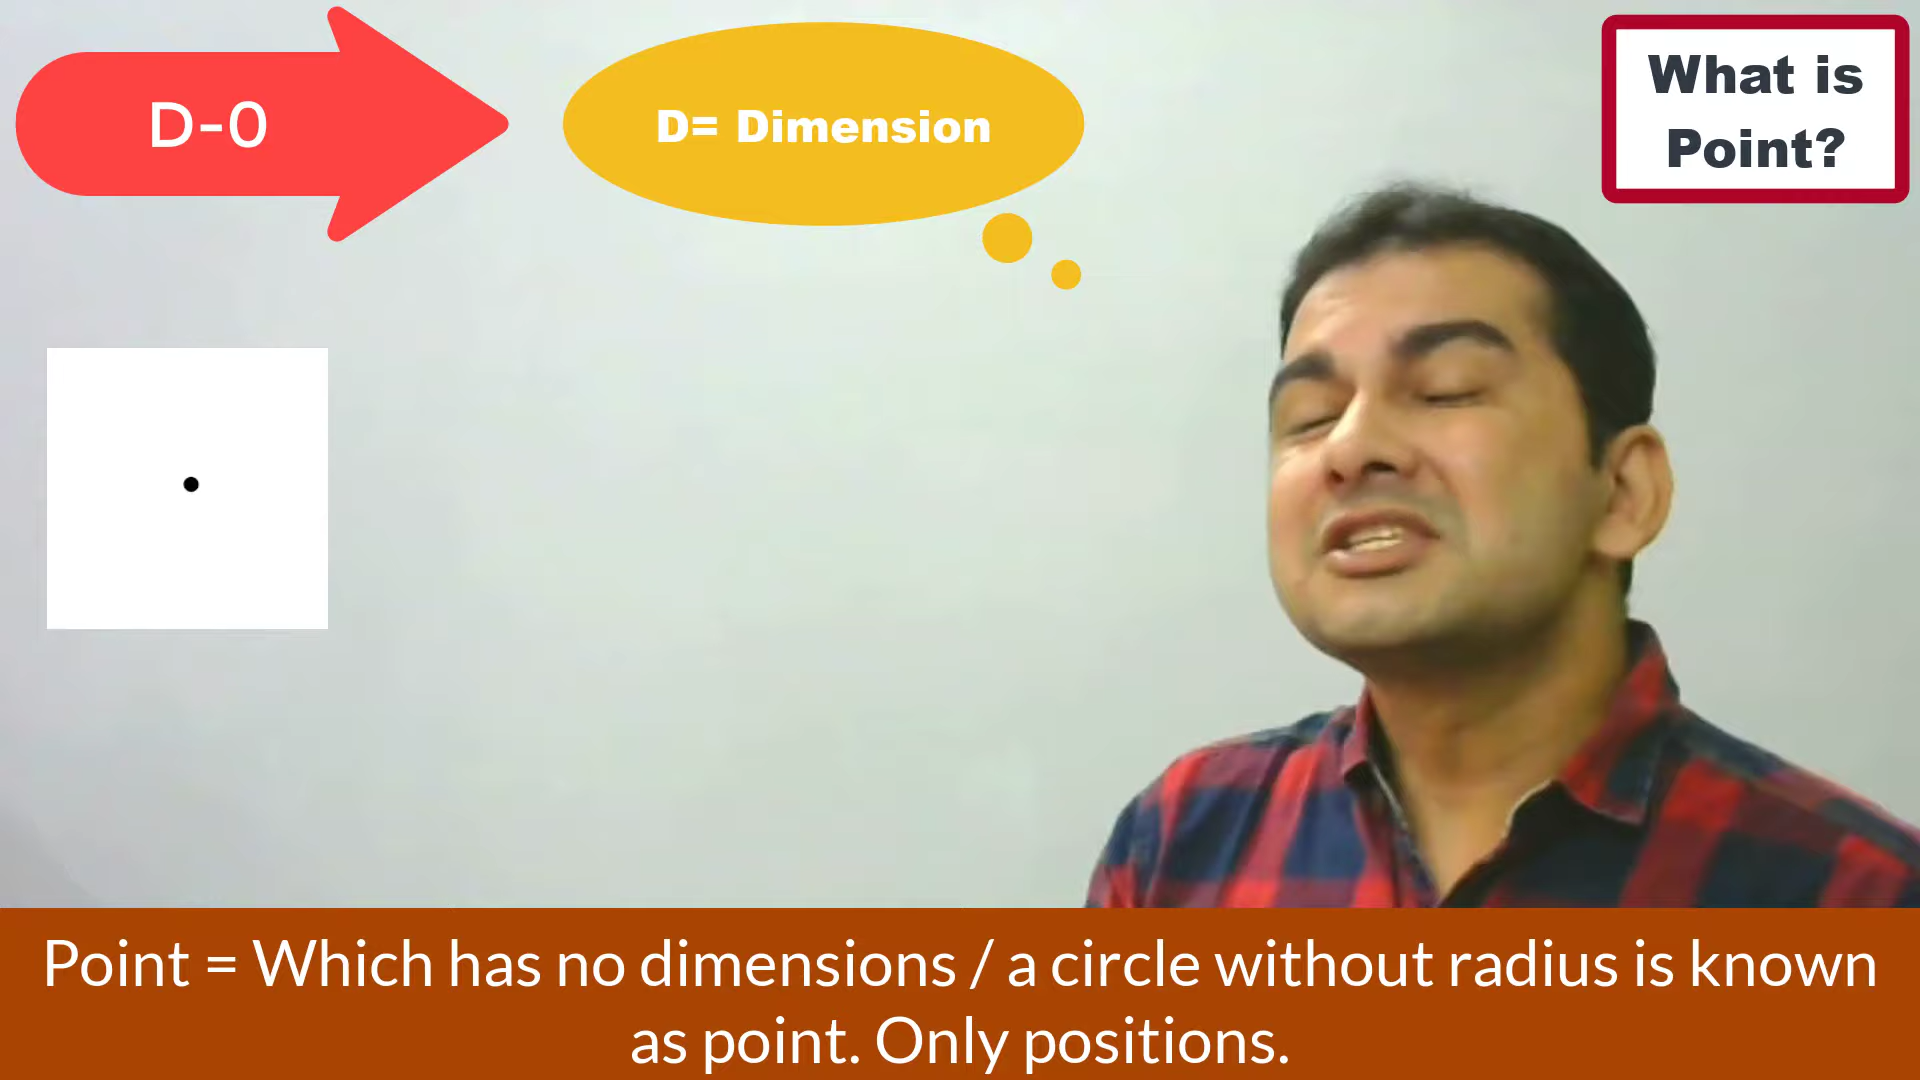 D-0
D= Dimension
What is
Point?
Point = Which has no dimensions / a circle without radius is known
as point. Only positions.